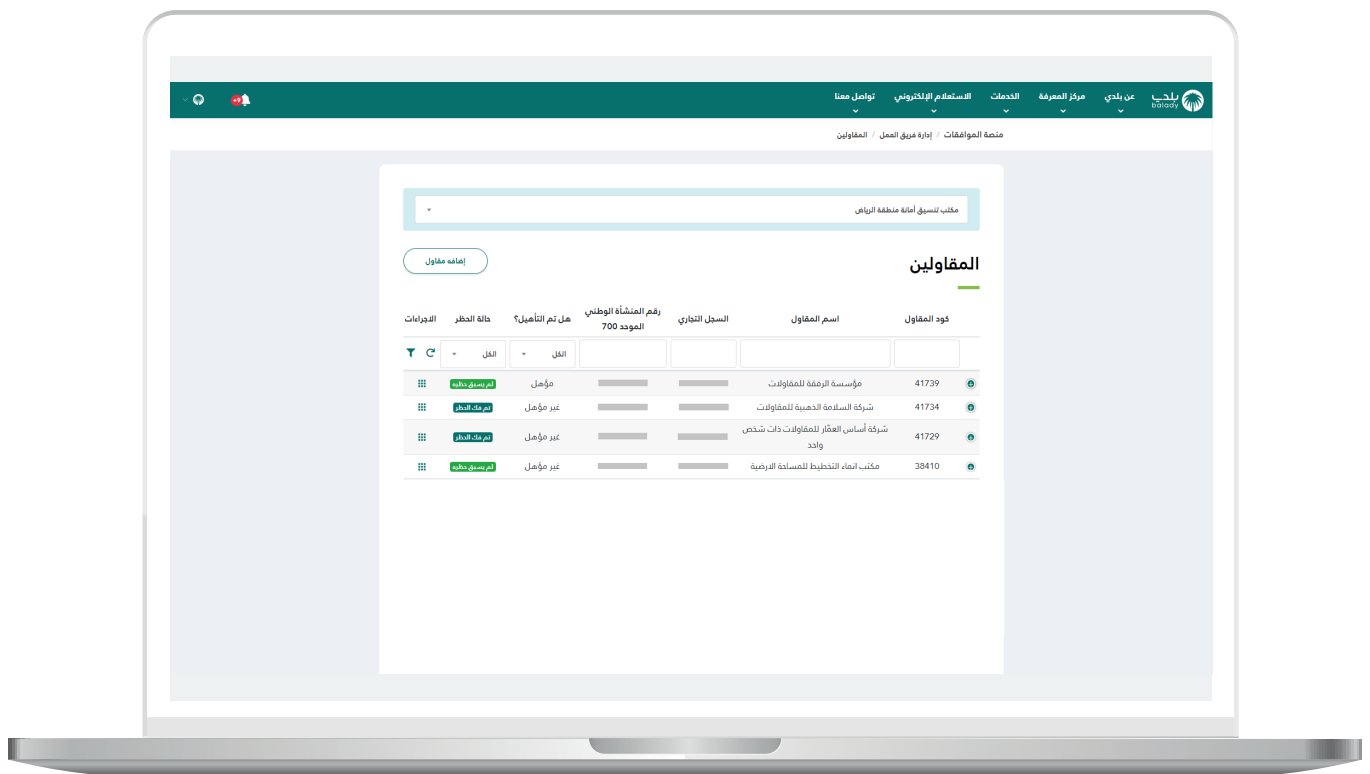 بلدي
balady
عن بلدي
مركز المعرفة
الخدمات
الاستعلام الإلكتروني
تواصل معنا
+9
منصة الموافقات / إدارة فريق العمل / المقاولين
مكتب تنسيق أمانة منطقة الرياض
المقاولين
إضافه مقاول
كود المقاول
اسم المقاول
السجل التجاري
رقم المنشأة الوطني
الموحد 700
هل تم التأهيل؟
حالة الحظر
الاجراءات
الكل
الكل
41739 مؤسسة الرفقة للمقاولات مؤهل لم يسبق حظره
41734 شركة السلامة الذهبية للمقاولات غير مؤهل تم فك الحظر
41729 شركة أساس العمّار للمقاولات ذات شخص
واحد
غير مؤهل تم فك الحظر
38410 مكتب انماء التخطيط للمساحة الارضية غير مؤهل لم يسبق حظره